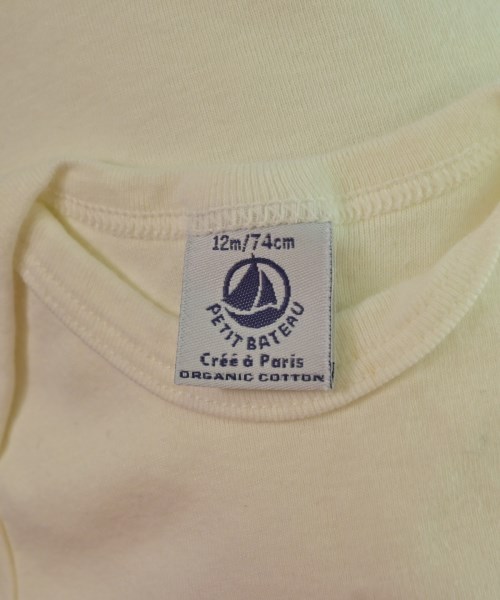 12m/74cm
PETIT BATEAU
Créé à Paris
ORGANIC COTTON